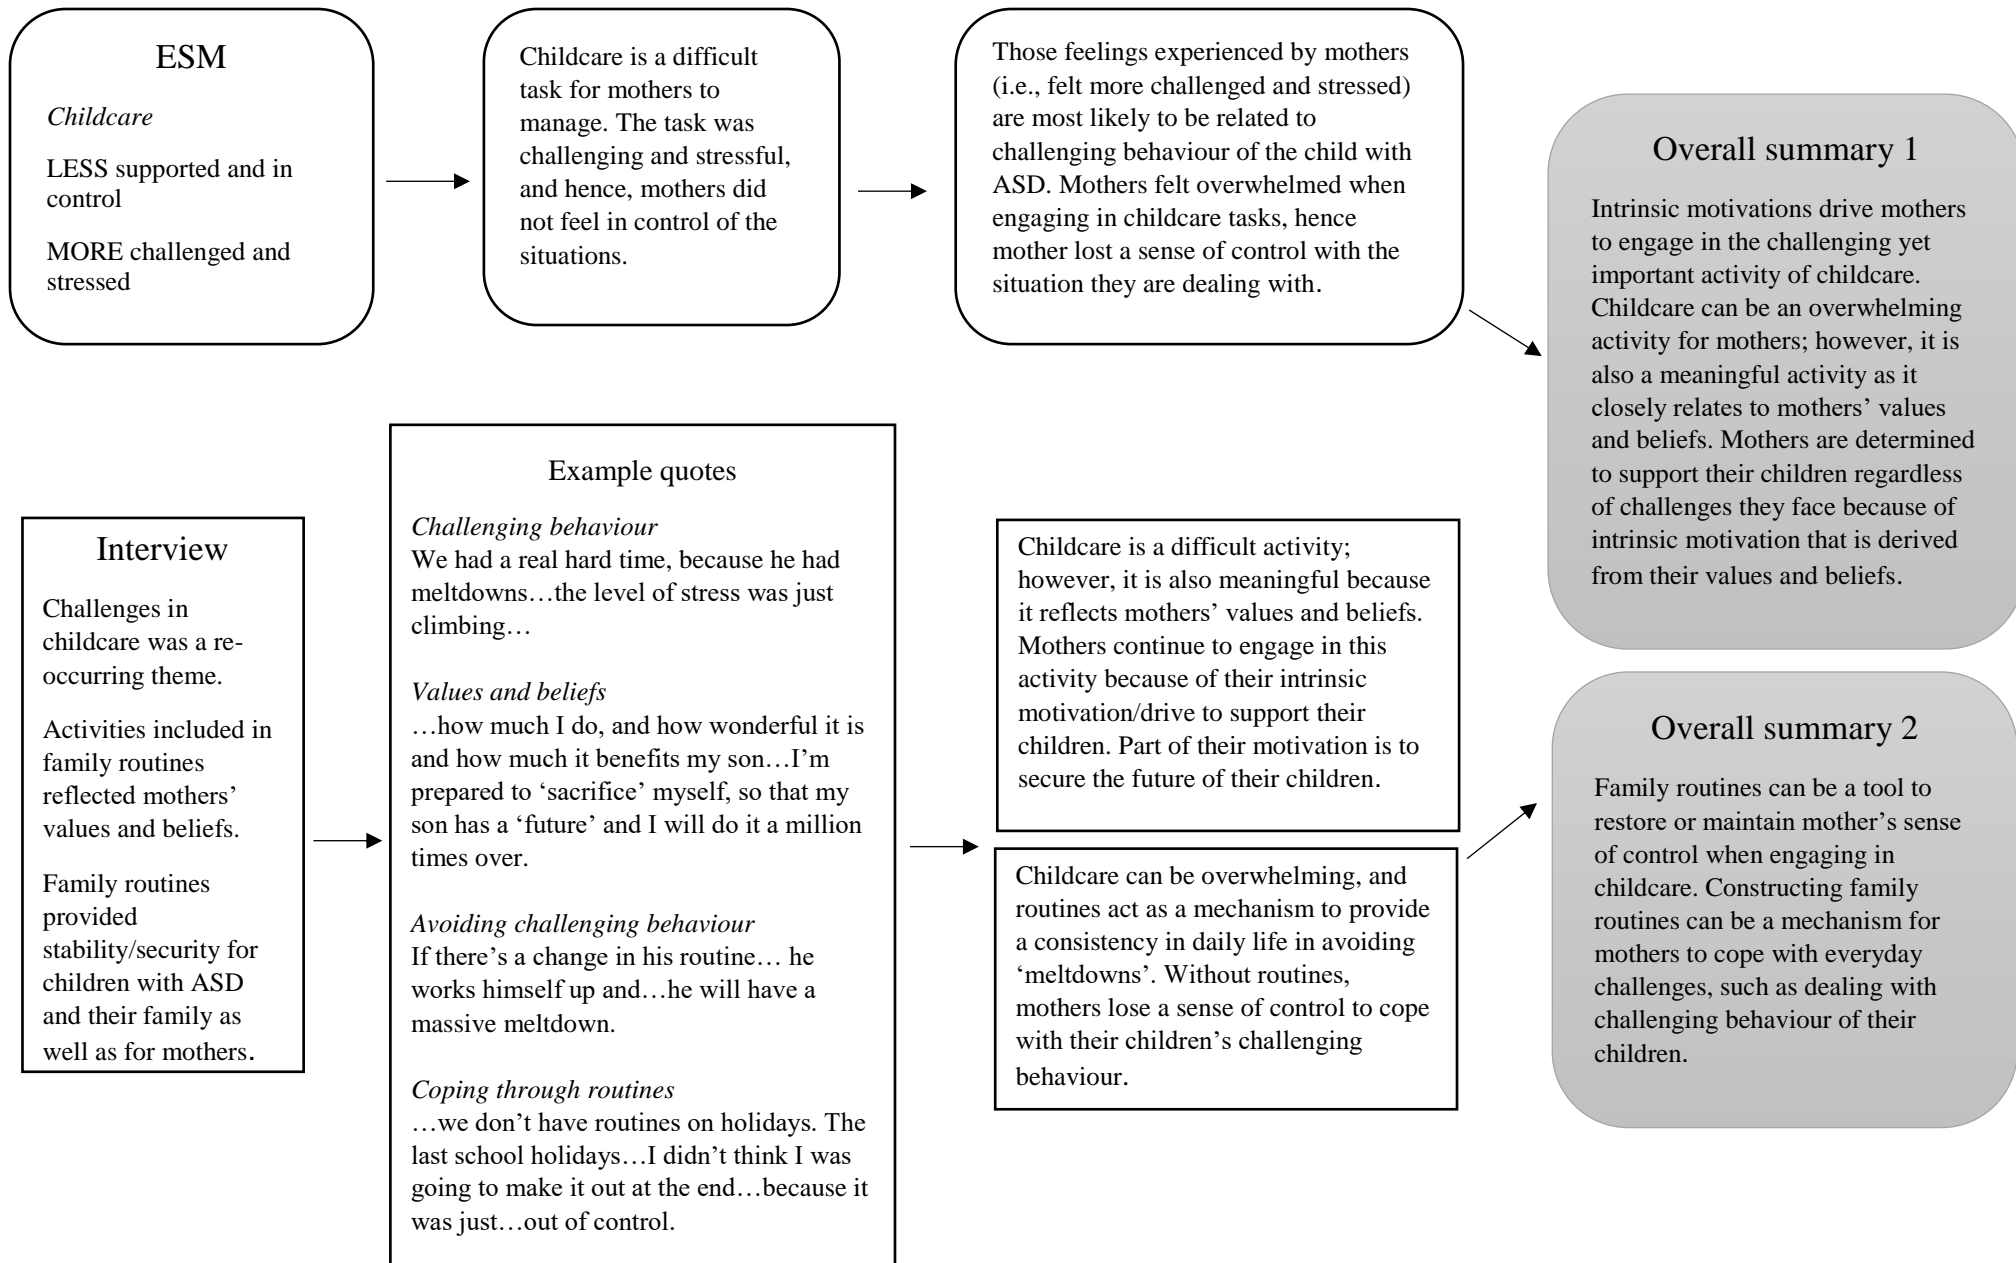 ESM
Childcare
LESS supported and in
control
MORE challenged and
stressed
Childcare is a difficult
task for mothers to
manage. The task was
challenging and stressful,
and hence, mothers did
not feel in control of the
situations.
Those feelings experienced by mothers
(i.e., felt more challenged and stressed)
are most likely to be related to
challenging behaviour of the child with
ASD. Mothers felt overwhelmed when
engaging in childcare tasks, hence
mother lost a sense of control with the
situation they are dealing with.
Overall summary 1
Intrinsic motivations drive mothers
to engage in the challenging yet
important activity of childcare.
Childcare can be an overwhelming
activity for mothers; however, it is
also a meaningful activity as it
closely relates to mothers’ values
and beliefs. Mothers are determined
to support their children regardless
of challenges they face because of
intrinsic motivation that is derived
from their values and beliefs.
Interview
Challenges in
childcare was a re-
occurring theme.
Activities included in
family routines
reflected mothers’
values and beliefs.
Family routines
provided
stability/security for
children with ASD
and their family as
well as for mothers.
Example quotes
Challenging behaviour
We had a real hard time, because he had
meltdowns…the level of stress was just
climbing…
Values and beliefs
…how much I do, and how wonderful it is
and how much it benefits my son…I’m
prepared to ‘sacrifice’ myself, so that my
son has a ‘future’ and I will do it a million
times over.
Avoiding challenging behaviour
If there’s a change in his routine… he
works himself up and…he will have a
massive meltdown.
Coping through routines
…we don’t have routines on holidays. The
last school holidays…I didn’t think I was
going to make it out at the end…because it
was just…out of control.
Childcare is a difficult activity;
however, it is also meaningful because
it reflects mothers’ values and beliefs.
Mothers continue to engage in this
activity because of their intrinsic
motivation/drive to support their
children. Part of their motivation is to
secure the future of their children.
Childcare can be overwhelming, and
routines act as a mechanism to provide
a consistency in daily life in avoiding
‘meltdowns’. Without routines,
mothers lose a sense of control to cope
with their children’s challenging
behaviour.
Overall summary 2
Family routines can be a tool to
restore or maintain mother’s sense
of control when engaging in
childcare. Constructing family
routines can be a mechanism for
mothers to cope with everyday
challenges, such as dealing with
challenging behaviour of their
children.